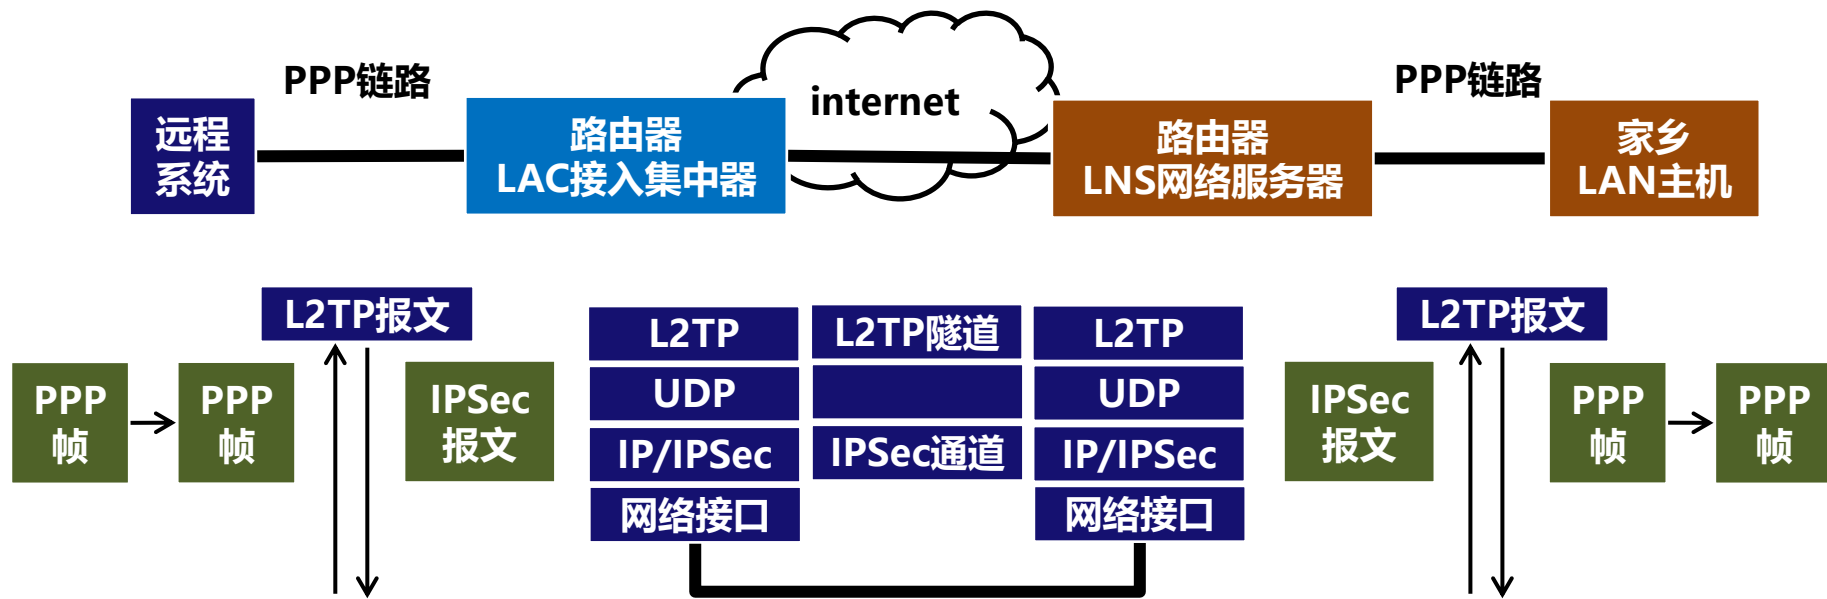 PPP链路
internet
PPP链路
远程
系统
路由器
LAC接入集中器
路由器
LNS网络服务器
家乡
LAN主机
L2TP报文
L2TP
L2TP隧道
L2TP
L2TP报文
PPP
帧
PPP
帧
IPSec
报文
UDP
UDP
IPSec
报文
PPP
帧
PPP
帧
IP/IPSec
IPSec通道
IP/IPSec
网络接口
网络接口